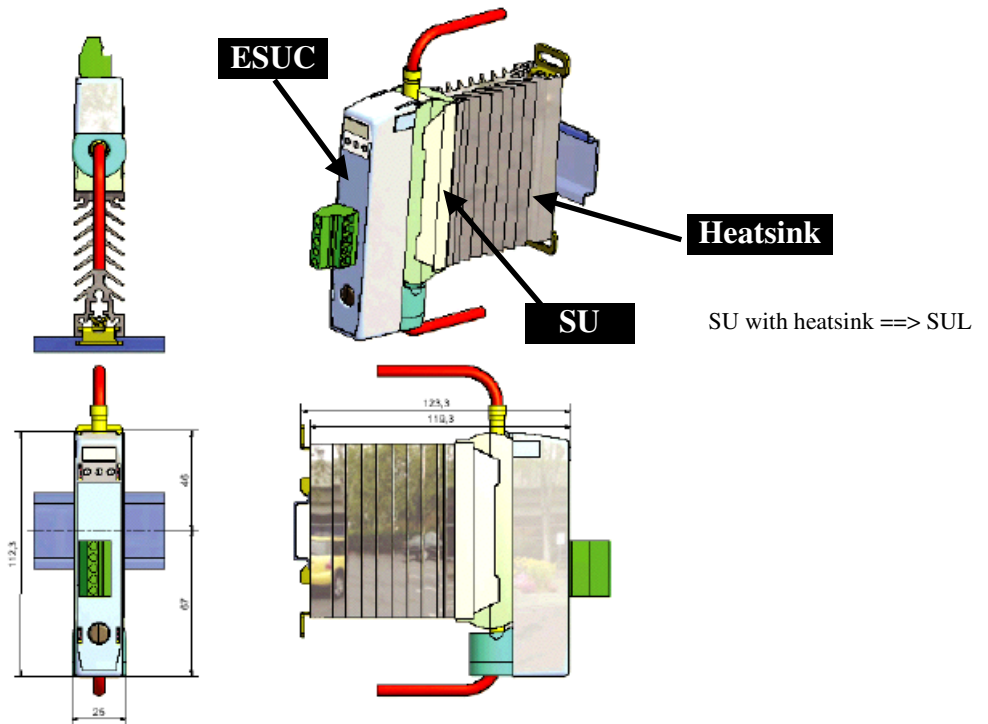 ESUC
Heatsink
SU
SU with heatsink ==> SUL
123,3
119,3
46
112,3
67
25